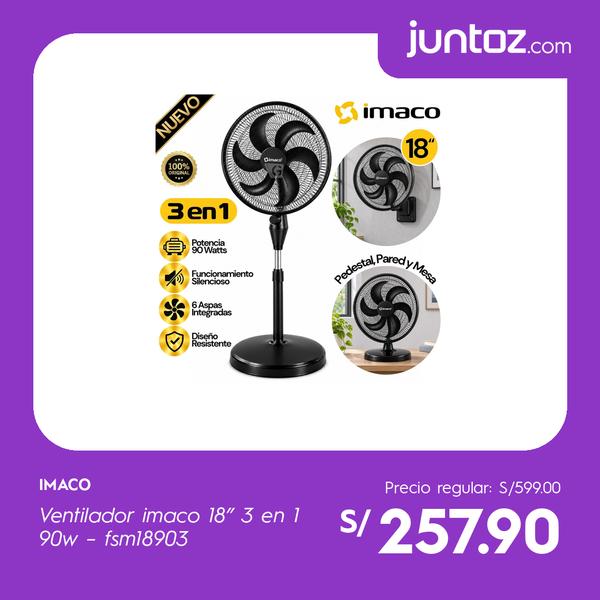 juntoz.com
NUEVO
100%
ORIGINAL
3 en 1
Potencia
90 Watts
Funcionamiento
Silencioso
6 Aspas
Integradas
Diseño
Resistente
imaco
imaco
18"
Pedestal, Pared y Mesa
IMACO
Ventilador imaco 18" 3 en 1
90w - fsm18903
Precio regular: S/599.00
S/ 257.90